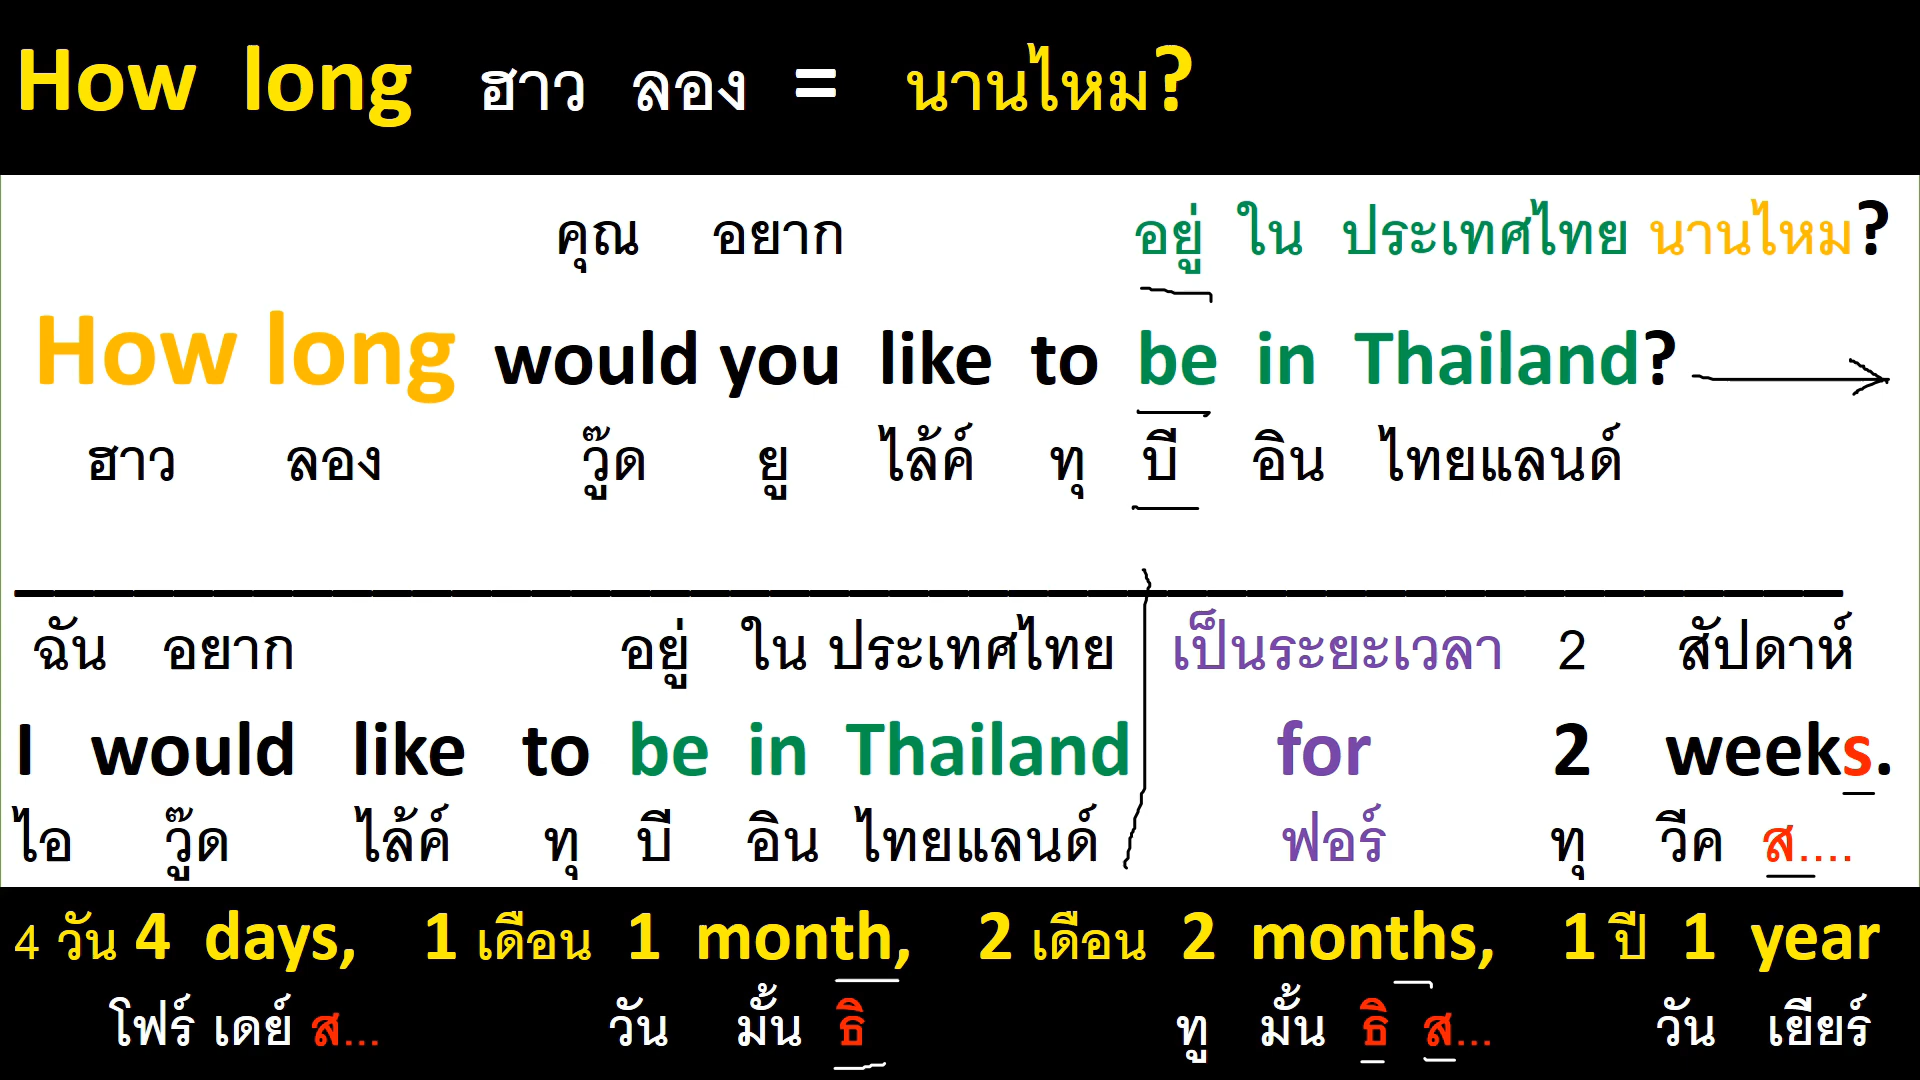 How long ฮาว ลอง = นานไหม?
คุณ อยาก อยู่ ใน ประเทศไทย นานไหม?
How long would you like to be in Thailand?
ฮาว ลอง วู๊ด ยู ไล้ค์ ทุ บี อิน ไทยแลนด์
ฉัน อยาก อยู่ ใน ประเทศไทย เป็นระยะเวลา 2 สัปดาห์
I would like to be in Thailand for 2 weeks.
ไอ วู๊ด ไล้ค์ ทุ บี อิน ไทยแลนด์ ฟอร์ ทุ วีค ส....
4 วัน 4 days, 1 เดือน 1 month, 2 เดือน 2 months, 1 ปี 1 year
โฟร์ เดย์ ส... วัน มั้น ธิ ทู มั้น ธิ ส... วัน เยียร์